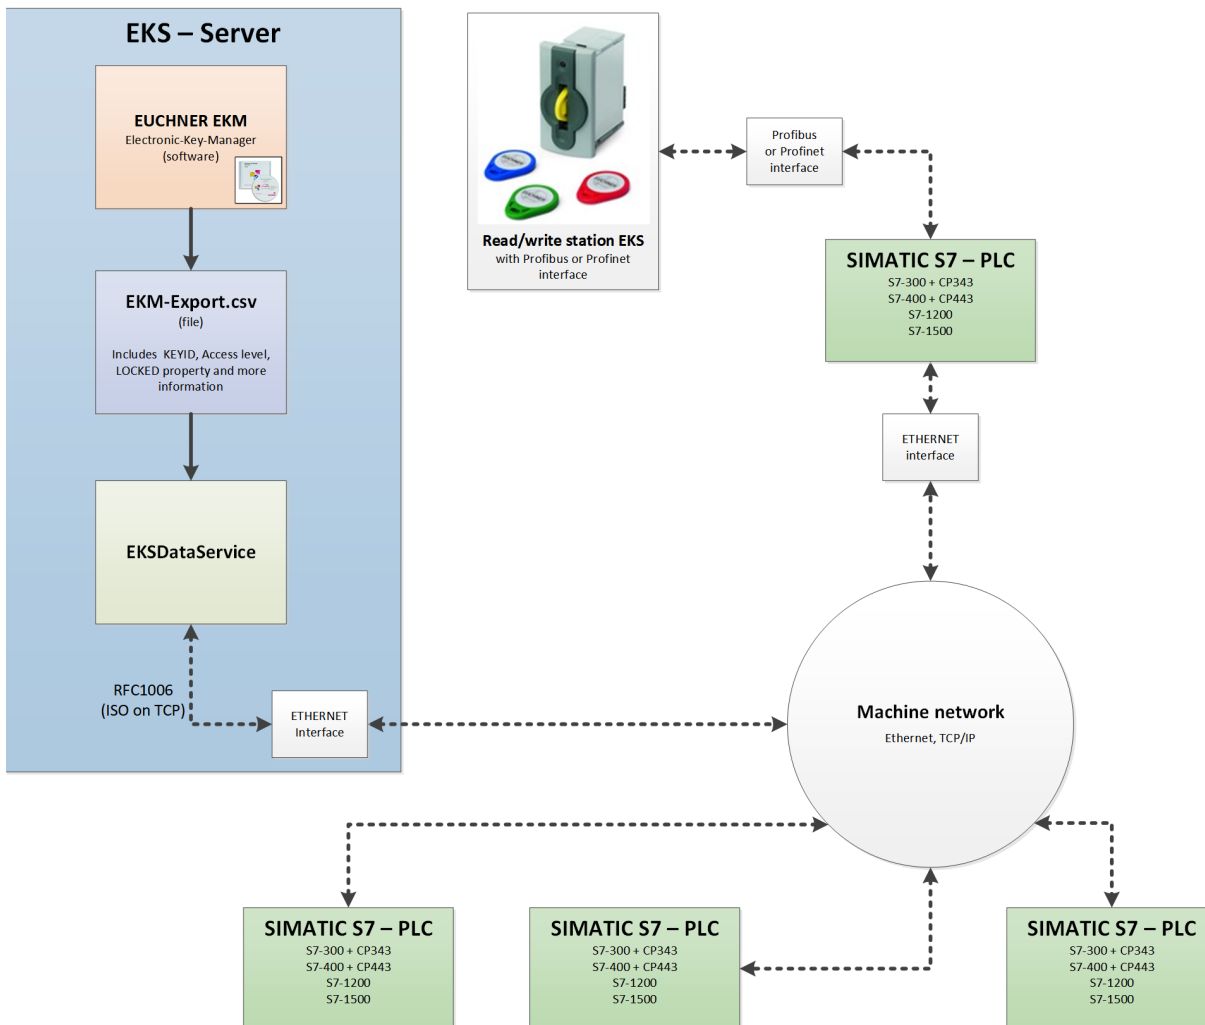 EKS – Server
EUCHNER EKM
Electronic-Key-Manager
(software)
EKM-Export.csv
(file)
Includes KEYID, Access level,
LOCKED property and more
information
EKSDataService
RFC1006
(ISO on TCP)
ETHERNET
Interface
Read/write station EKS
with Profibus or Profinet
interface
Profibus
or Profinet
interface
SIMATIC S7 – PLC
S7-300 + CP343
S7-400 + CP443
S7-1200
S7-1500
ETHERNET
interface
Machine network
Ethernet, TCP/IP
SIMATIC S7 – PLC
S7-300 + CP343
S7-400 + CP443
S7-1200
S7-1500
SIMATIC S7 – PLC
S7-300 + CP343
S7-400 + CP443
S7-1200
S7-1500
SIMATIC S7 – PLC
S7-300 + CP343
S7-400 + CP443
S7-1200
S7-1500